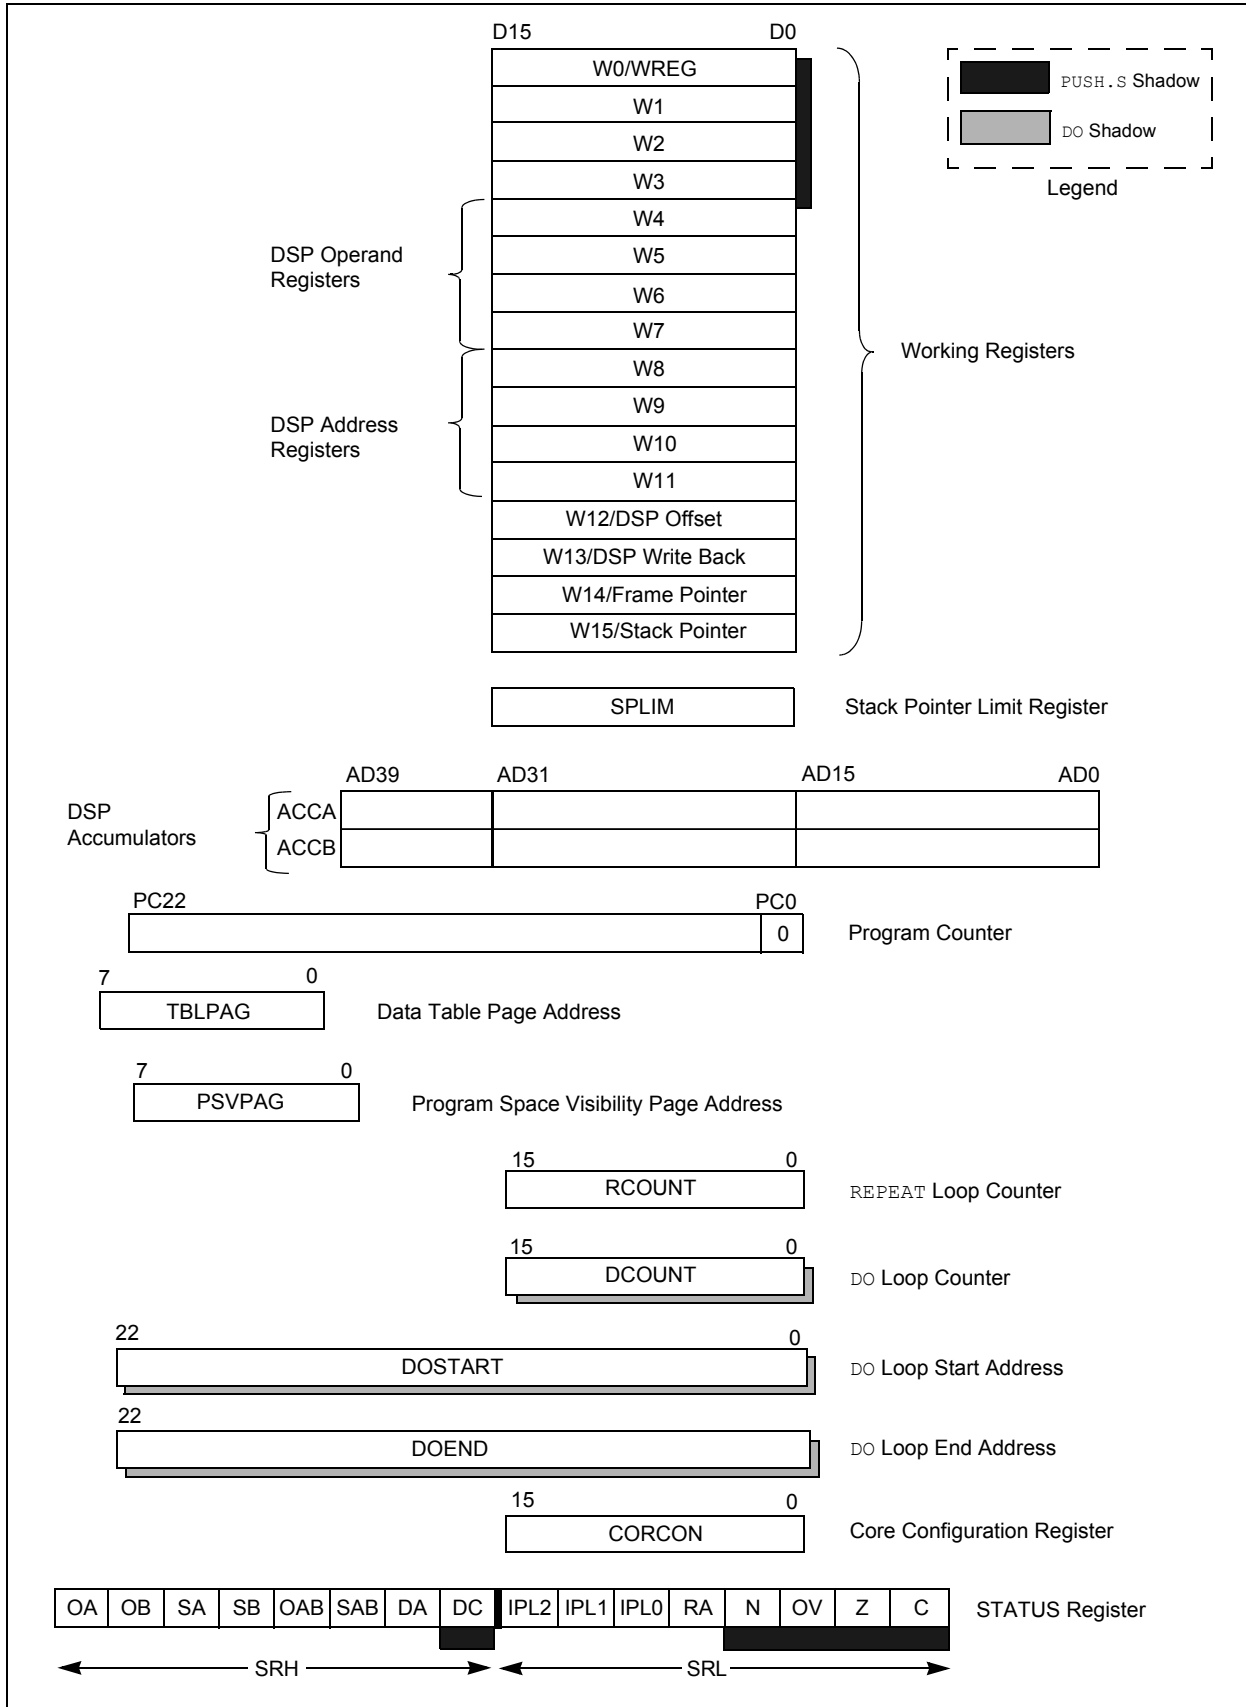 D15 D0
W0/WREG
W1
W2
W3
W4
W5
W6
W7
W8
W9
W10
W11
W12/DSP Offset
W13/DSP Write Back
W14/Frame Pointer
W15/Stack Pointer
PUSH.S Shadow
DO Shadow
Legend
DSP Operand
Registers
DSP Address
Registers
Working Registers
SPLIM
Stack Pointer Limit Register
AD39 AD31 AD15 AD0
DSP
Accumulators
ACCA
ACCB
PC22 PC0
0
Program Counter
7 0
TBLPAG
Data Table Page Address
7 0
PSVPAG
Program Space Visibility Page Address
15 0
RCOUNT
REPEAT Loop Counter
15 0
DCOUNT
DO Loop Counter
22 0
DOSTART
DO Loop Start Address
22
DOEND
DO Loop End Address
15 0
CORCON
Core Configuration Register
OA OB SA SB OAB SAB DA DC IPL2 IPL1 IPL0 RA N OV Z C
STATUS Register
SRH SRL